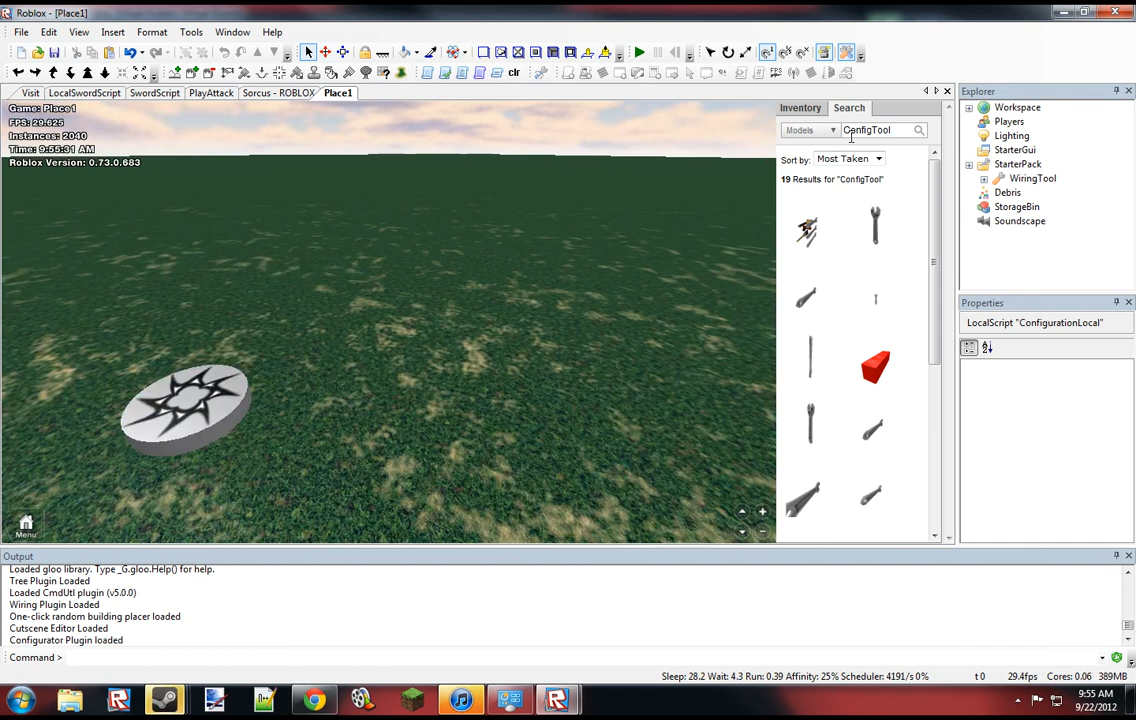 Roblox - [Place1]
File Edit View Insert Format Tools Window Help
clr FPS
Visit LocalSwordScript SwordScript PlayAttack Sorcus - ROBLOX Place1
Game: Place1
FPS: 29.625
Instances: 2040
Time: 9:55:31 AM
Roblox Version: 0.73.0.683
Menu
Inventory Search
Models ConfigTool
Sort by: Most Taken
19 Results for "ConfigTool"
Explorer
Workspace
Players
Lighting
StarterGui
StarterPack
WiringTool
Debris
StorageBin
Soundscape
Properties
LocalScript "ConfigurationLocal"
Output
Loaded gloo library. Type _G.gloo.Help() for help.
Tree Plugin Loaded
Loaded CmdUtl plugin (v5.0.0)
Wiring Plugin Loaded
One-click random building placer loaded
Cutscene Editor Loaded
Configurator Plugin loaded
Command >
Sleep: 28.2 Wait: 4.3 Run: 0.39 Affinity: 25% Scheduler: 4191/s 0% t 0 29.4fps Cores: 0.06 389MB
9:55 AM
9/22/2012